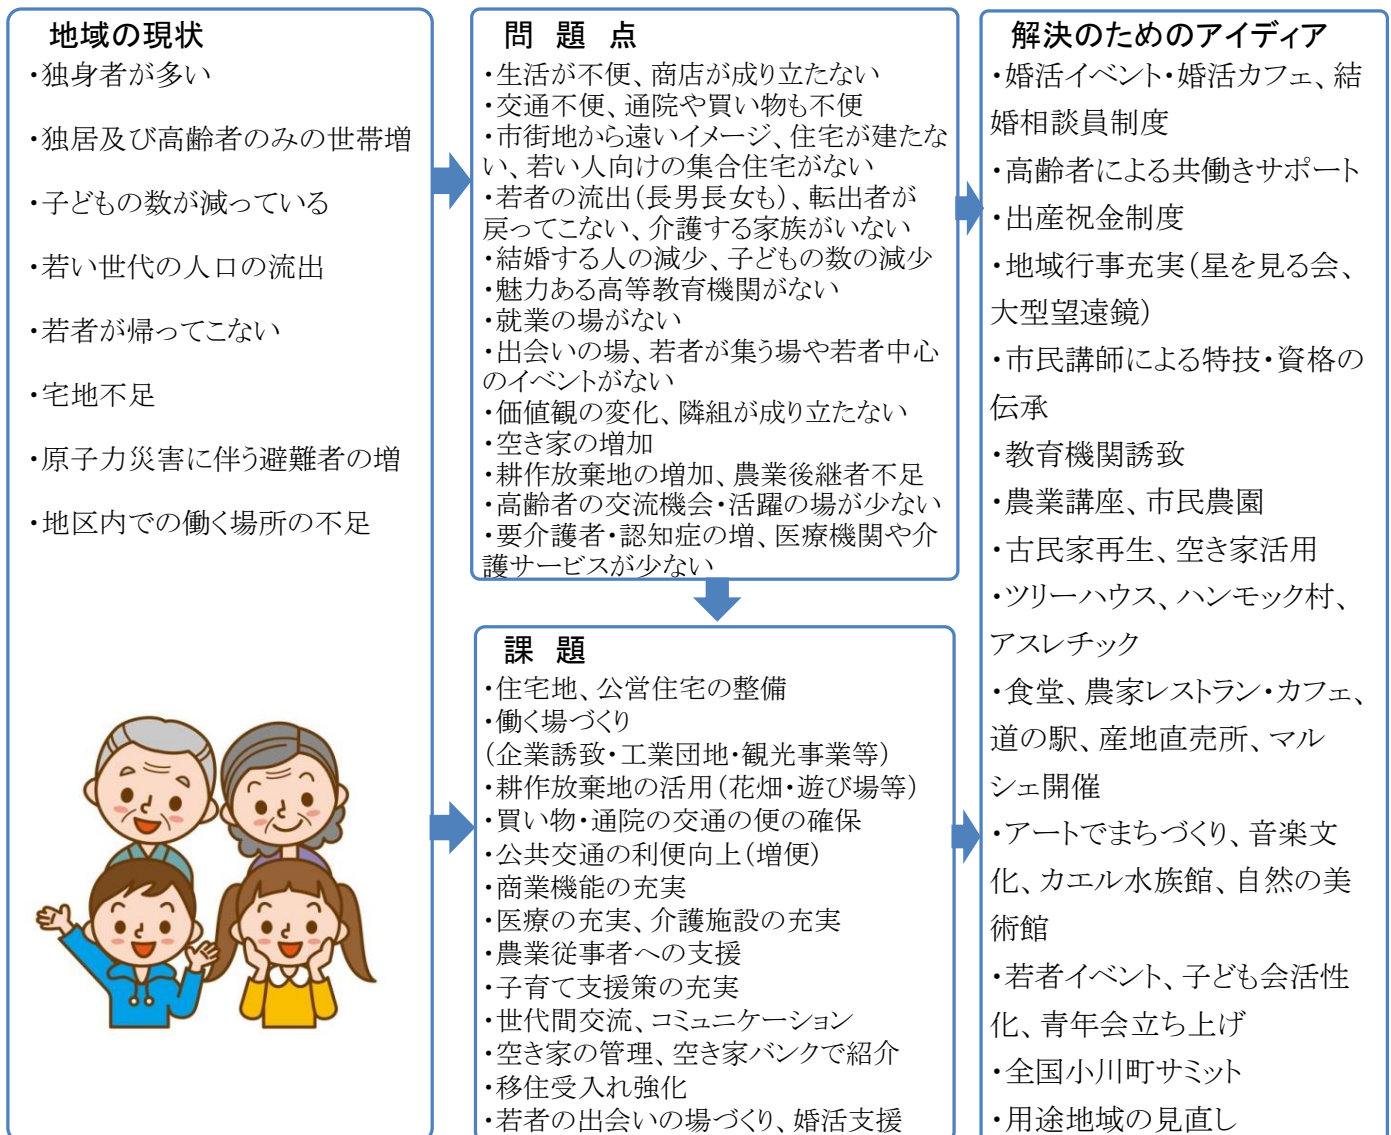 地域の現状
・独身者が多い
・独居及び高齢者のみの世帯増
・子どもの数が減っている
・若い世代の人口の流出
・若者が帰ってこない
・宅地不足
・原子力災害に伴う避難者の増
・地区内での働く場所の不足
問 題 点
・生活が不便、商店が成り立たない
・交通不便、通院や買い物も不便
・市街地から遠いイメージ、住宅が建たな
い、若い人向けの集合住宅がない
・若者の流出(長男長女も)、転出者が
戻ってこない、介護する家族がいない
・結婚する人の減少、子どもの数の減少
・魅力ある高等教育機関がない
・就業の場がない
・出会いの場、若者が集う場や若者中心
のイベントがない
・価値観の変化、隣組が成り立たない
・空き家の増加
・耕作放棄地の増加、農業後継者不足
・高齢者の交流機会・活躍の場が少ない
・要介護者・認知症の増、医療機関や介
護サービスが少ない
課 題
・住宅地、公営住宅の整備
・働く場づくり
(企業誘致・工業団地・観光事業等)
・耕作放棄地の活用(花畑・遊び場等)
・買い物・通院の交通の便の確保
・公共交通の利便向上(増便)
・商業機能の充実
・医療の充実、介護施設の充実
・農業従事者への支援
・子育て支援策の充実
・世代間交流、コミュニケーション
・空き家の管理、空き家バンクで紹介
・移住受入れ強化
・若者の出会いの場づくり、婚活支援
解決のためのアイディア
・婚活イベント・婚活カフェ、結
婚相談員制度
・高齢者による共働きサポート
・出産祝金制度
・地域行事充実(星を見る会、
大型望遠鏡)
・市民講師による特技・資格の
伝承
・教育機関誘致
・農業講座、市民農園
・古民家再生、空き家活用
・ツリーハウス、ハンモック村、
アスレチック
・食堂、農家レストラン・カフェ、
道の駅、産地直売所、マル
シェ開催
・アートでまちづくり、音楽文
化、カエル水族館、自然の美
術館
・若者イベント、子ども会活性
化、青年会立ち上げ
・全国小川町サミット
・用途地域の見直し